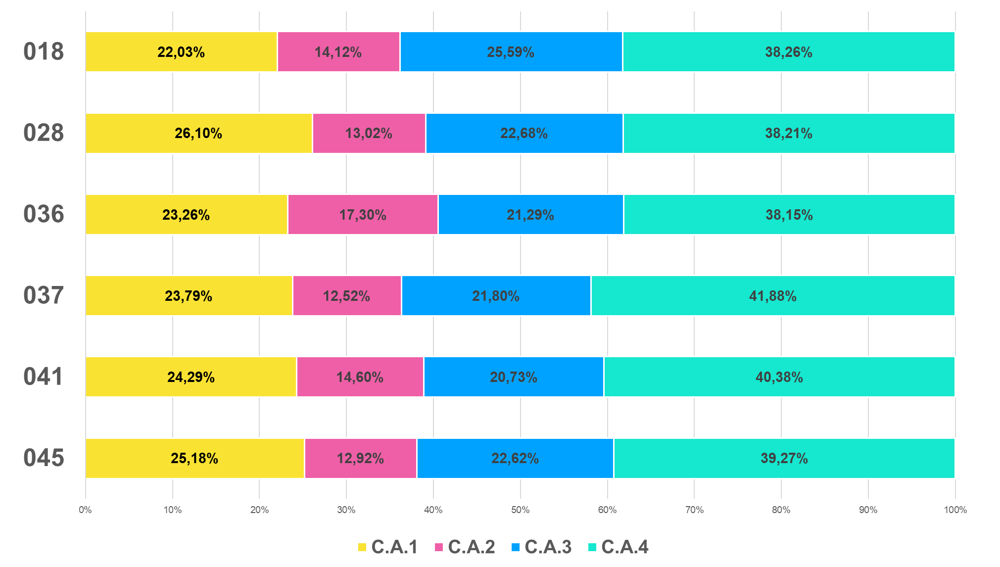 018 22,03% 14,12% 25,59% 38,26%
028 26,10% 13,02% 22,68% 38,21%
036 23,26% 17,30% 21,29% 38,15%
037 23,79% 12,52% 21,80% 41,88%
041 24,29% 14,60% 20,73% 40,38%
045 25,18% 12,92% 22,62% 39,27%
0% 10% 20% 30% 40% 50% 60% 70% 80% 90% 100%
C.A.1 C.A.2 C.A.3 C.A.4